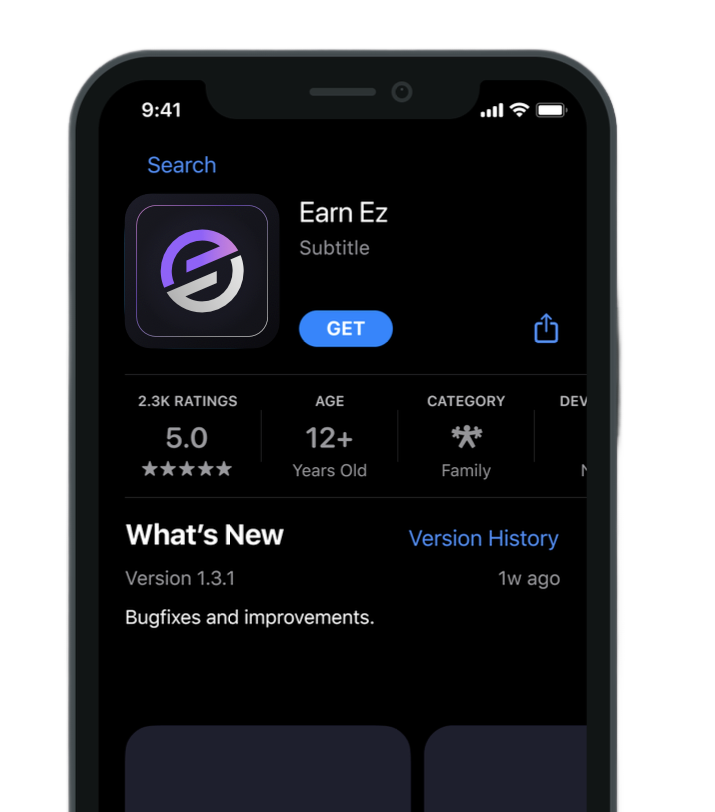 9:41
Search
Earn Ez
Subtitle
GET
2.3K RATINGS AGE CATEGORY DEV
5.0 12+
Years Old Family N
What's New Version History
Version 1.3.1 1w ago
Bugfixes and improvements.